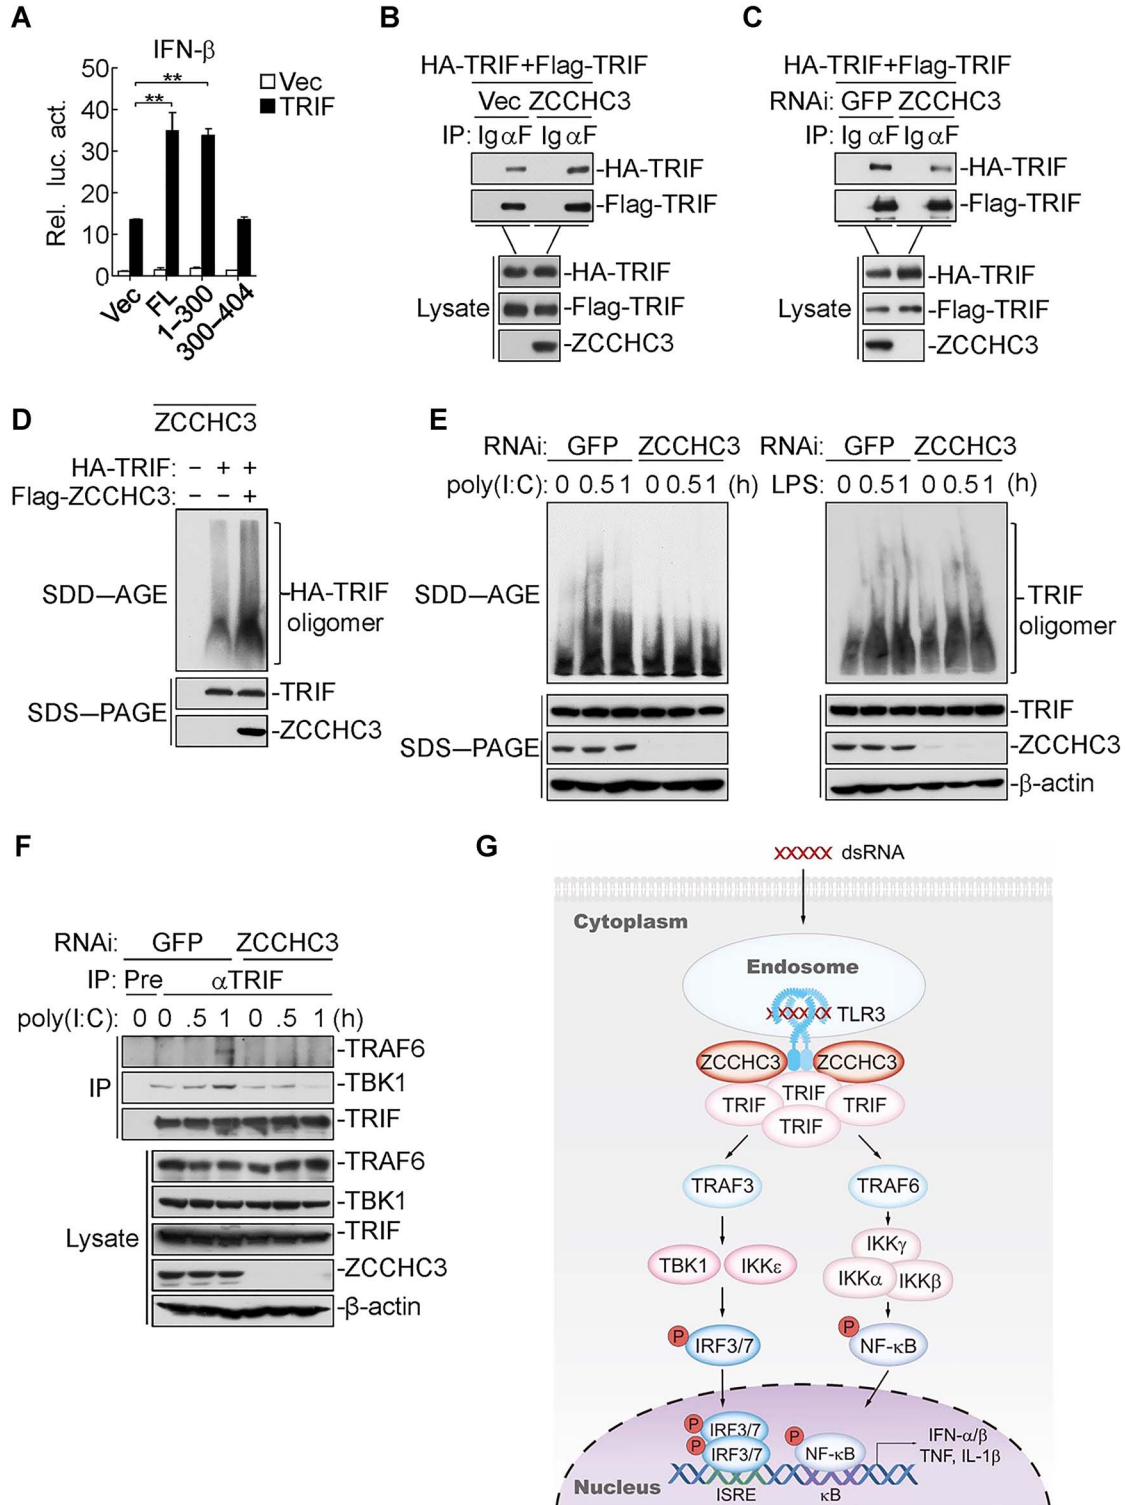 A
IFN-β
50
40
30
20
10
0
Rel. luc. act.
**
**
Vec
TRIF
Vec
FL
1–300
300–404
B
HA-TRIF+Flag-TRIF
Vec ZCCHC3
IP: Ig αF Ig αF
-HA-TRIF
-Flag-TRIF
-HA-TRIF
Lysate -Flag-TRIF
-ZCCHC3
C
HA-TRIF+Flag-TRIF
RNAi: GFP ZCCHC3
IP: Ig αF Ig αF
-HA-TRIF
-Flag-TRIF
-HA-TRIF
Lysate -Flag-TRIF
-ZCCHC3
D
ZCCHC3
HA-TRIF: – + +
Flag-ZCCHC3: – – +
SDD—AGE
-HA-TRIF
oligomer
-TRIF
SDS—PAGE
-ZCCHC3
E
RNAi: GFP ZCCHC3
poly(I:C): 0 0.5 1 0 0.5 1 (h)
SDD—AGE
SDS—PAGE
RNAi: GFP ZCCHC3
LPS: 0 0.5 1 0 0.5 1 (h)
-TRIF
oligomer
-TRIF
-ZCCHC3
-β-actin
F
RNAi: GFP ZCCHC3
IP: Pre αTRIF
poly(I:C): 0 0 .5 1 0 .5 1 (h)
-TRAF6
IP -TBK1
-TRIF
-TRAF6
-TBK1
Lysate -TRIF
-ZCCHC3
-β-actin
G
dsRNA
Cytoplasm
Endosome
TLR3
ZCCHC3 ZCCHC3
TRIF
TRIF TRIF
TRIF
TRAF3 TRAF6
IKKγ
TBK1 IKKε IKKα IKKβ
P IRF3/7
P NF-κB
P IRF3/7
P IRF3/7
P NF-κB
IFN-α/β
TNF, IL-1β
Nucleus
ISRE κB